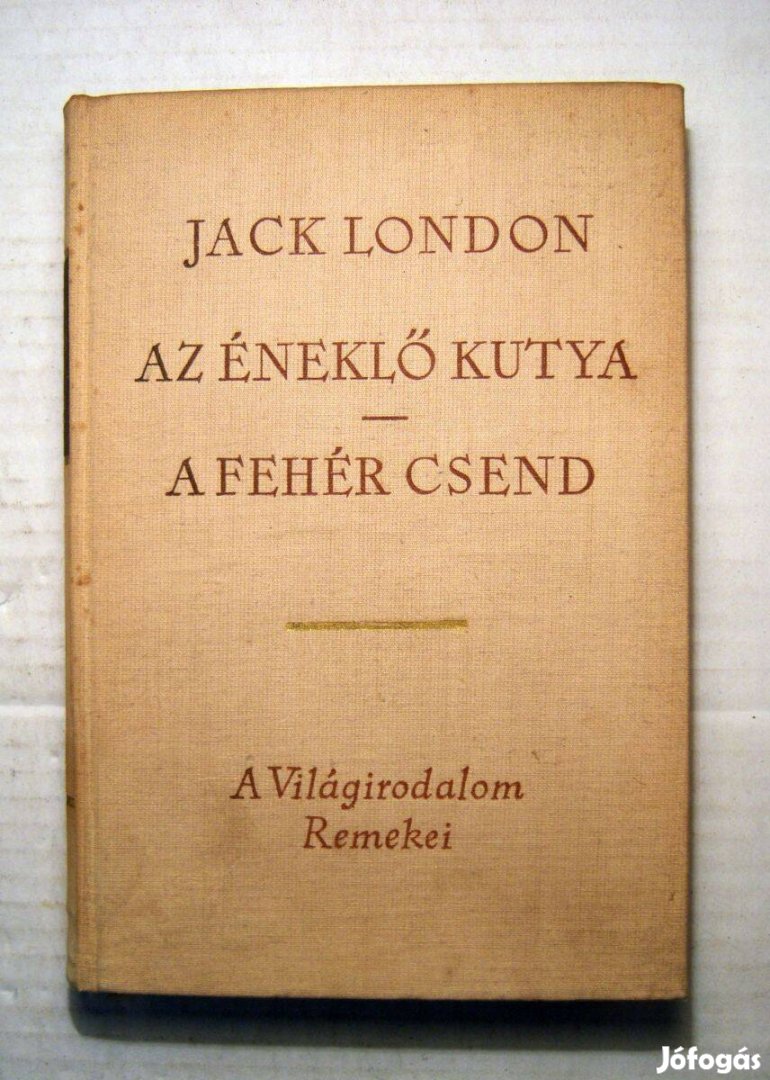 JACK LONDON
AZ ÉNEKLŐ KUTYA
—
A FEHÉR CSEND
A Világirodalom
Remekei
Jófogás